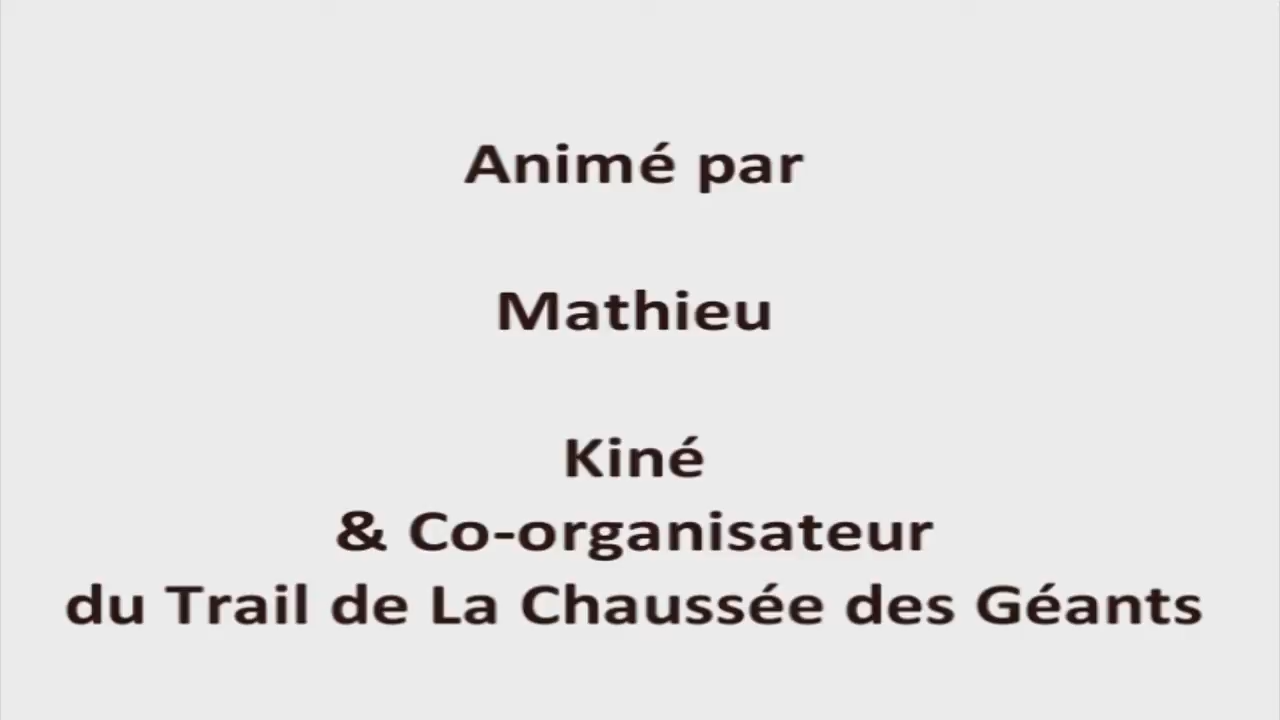 Animé par
Mathieu
Kiné
& Co-organisateur
du Trail de La Chaussée des Géants